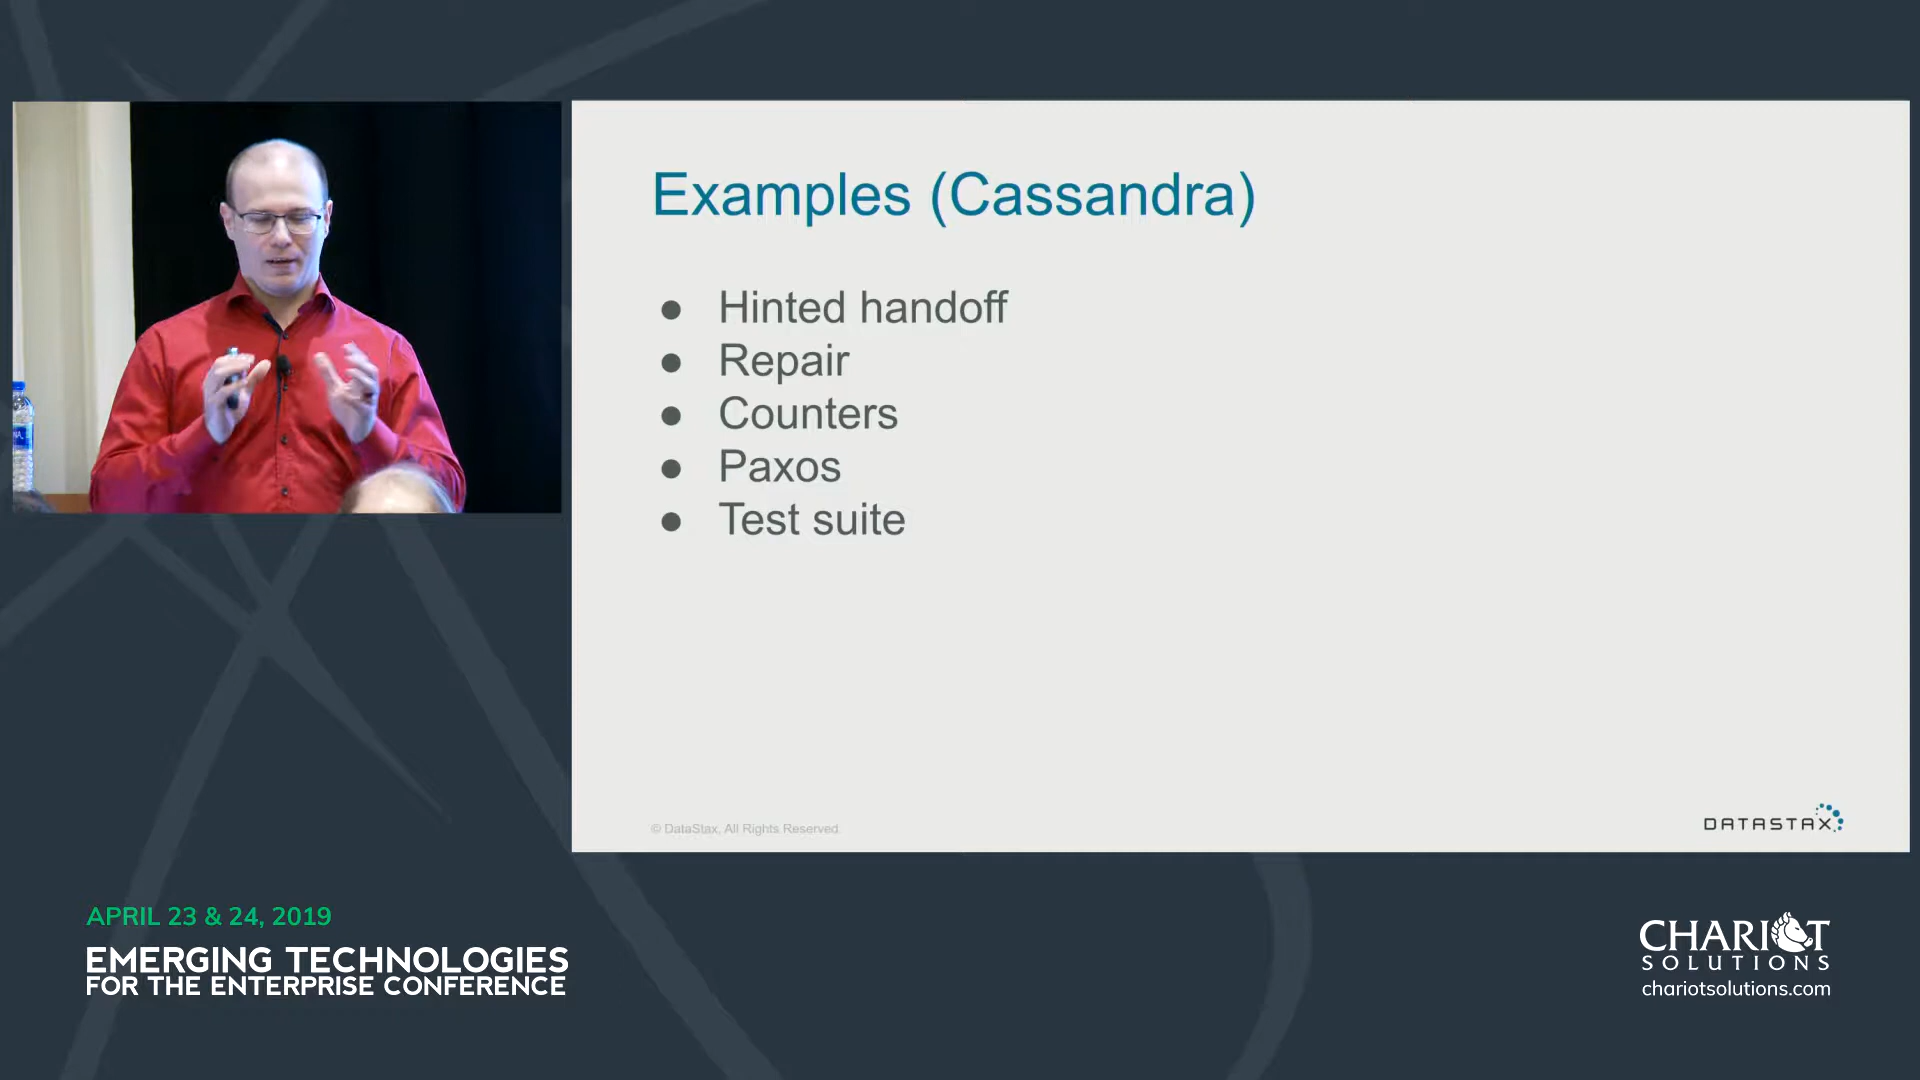 Examples (Cassandra)
● Hinted handoff
● Repair
● Counters
● Paxos
● Test suite
© DataStax. All Rights Reserved.
DATASTAX
APRIL 23 & 24, 2019
EMERGING TECHNOLOGIES
FOR THE ENTERPRISE CONFERENCE
CHARIOT
SOLUTIONS
chariotsolutions.com